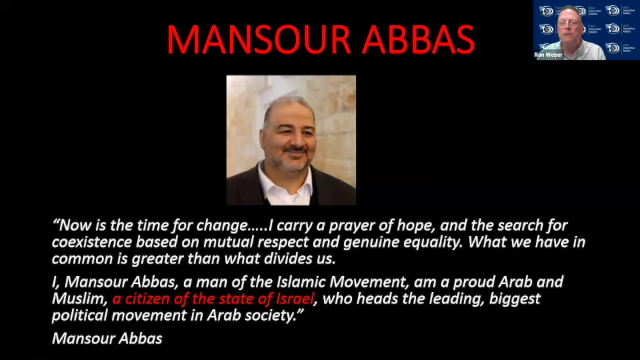 MANSOUR ABBAS
Ron Weiser
“Now is the time for change…..I carry a prayer of hope, and the search for
coexistence based on mutual respect and genuine equality. What we have in
common is greater than what divides us.
I, Mansour Abbas, a man of the Islamic Movement, am a proud Arab and
Muslim, a citizen of the state of Israel, who heads the leading, biggest
political movement in Arab society.”
Mansour Abbas